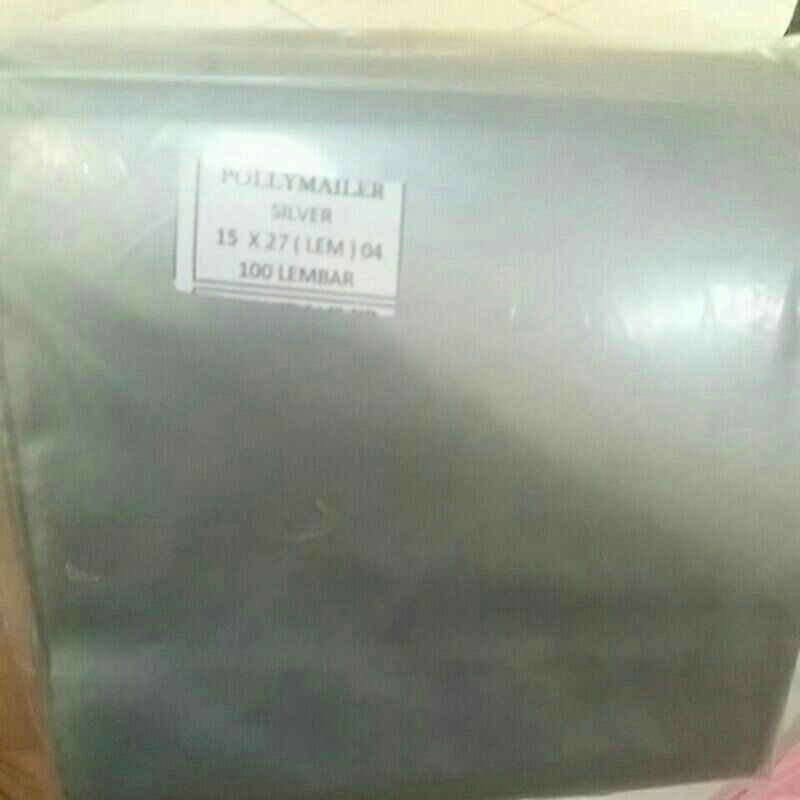 POLLYMAILER
SILVER
15 X 27 ( LEM ) 04
100 LEMBAR